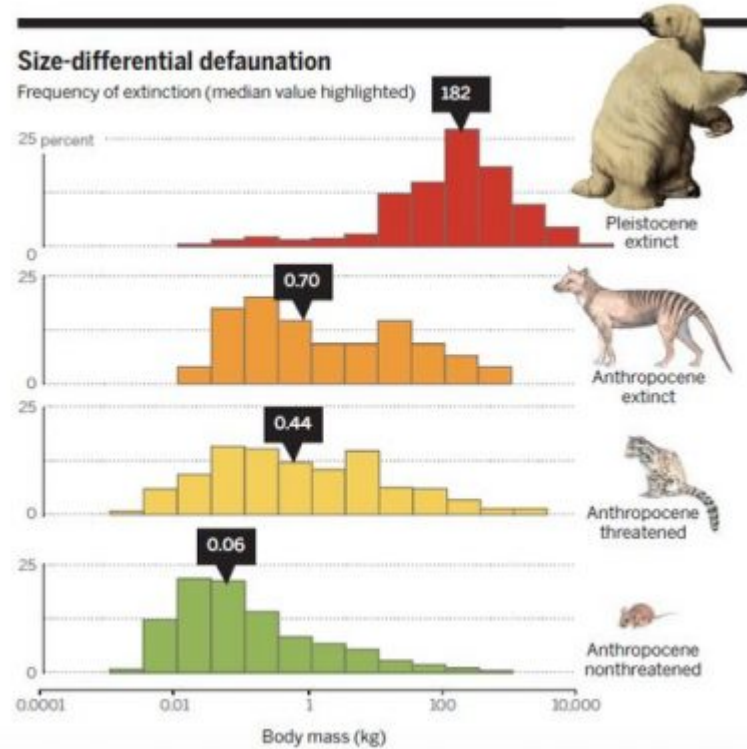 Size-differential defaunation
Frequency of extinction (median value highlighted)
182
25 percent
0
Pleistocene
extinct
25
0.70
0
Anthropocene
extinct
25
0.44
0
Anthropocene
threatened
25
0.06
0
Anthropocene
nonthreatened
0.0001 0.01 1 100 10,000
Body mass (kg)